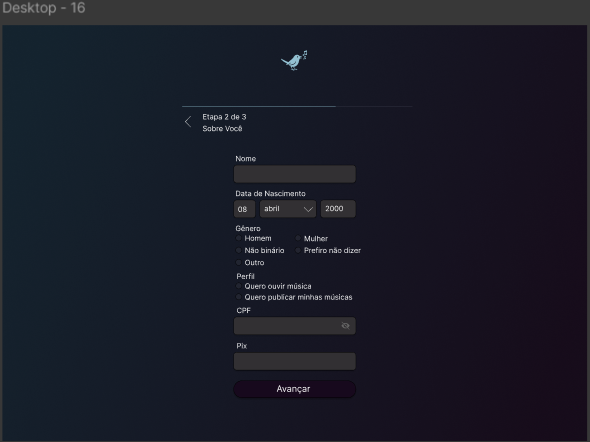 Desktop - 16
Etapa 2 de 3
Sobre Você
Nome
Data de Nascimento
08 abril 2000
Gênero
Homem Mulher
Não binário Prefiro não dizer
Outro
Perfil
Quero ouvir música
Quero publicar minhas músicas
CPF
Pix
Avançar